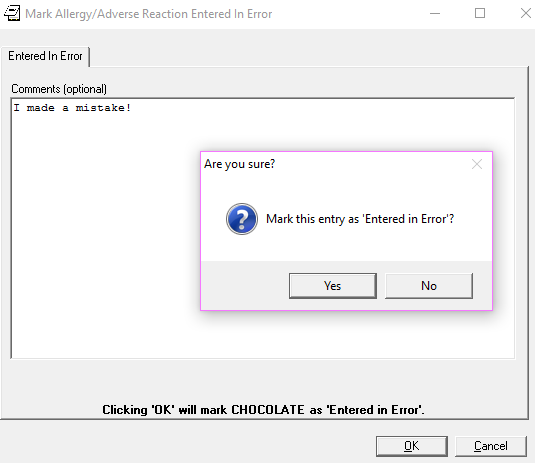 Mark Allergy/Adverse Reaction Entered In Error
Entered In Error
Comments (optional)
I made a mistake!
Are you sure?
?
Mark this entry as 'Entered in Error'?
Yes No
Clicking 'OK' will mark CHOCOLATE as 'Entered in Error'.
OK Cancel